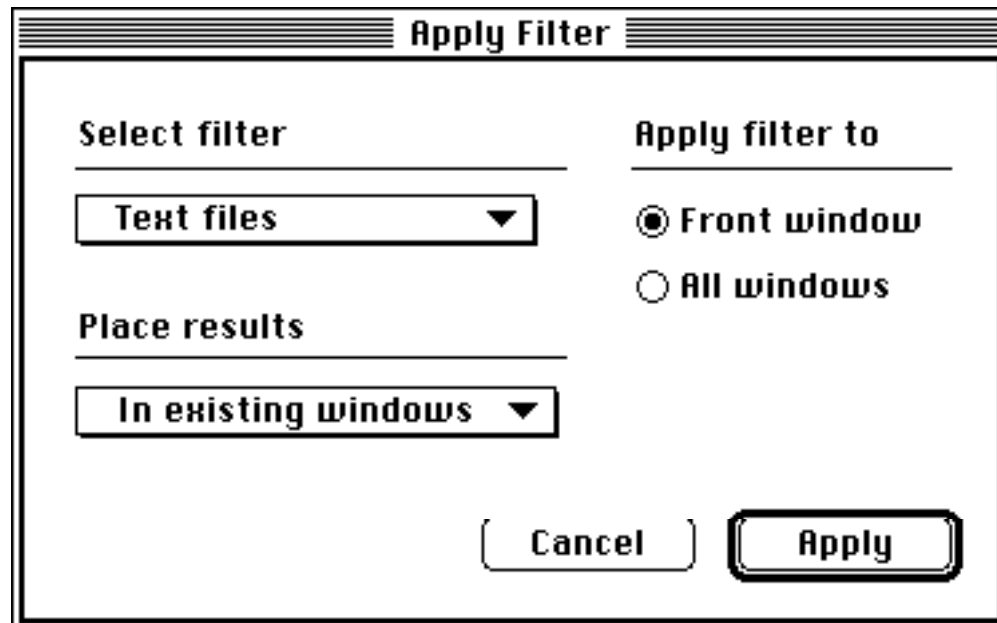 Apply Filter
Select filter
Text files
Place results
In existing windows
Apply filter to
Front window
All windows
Cancel
Apply